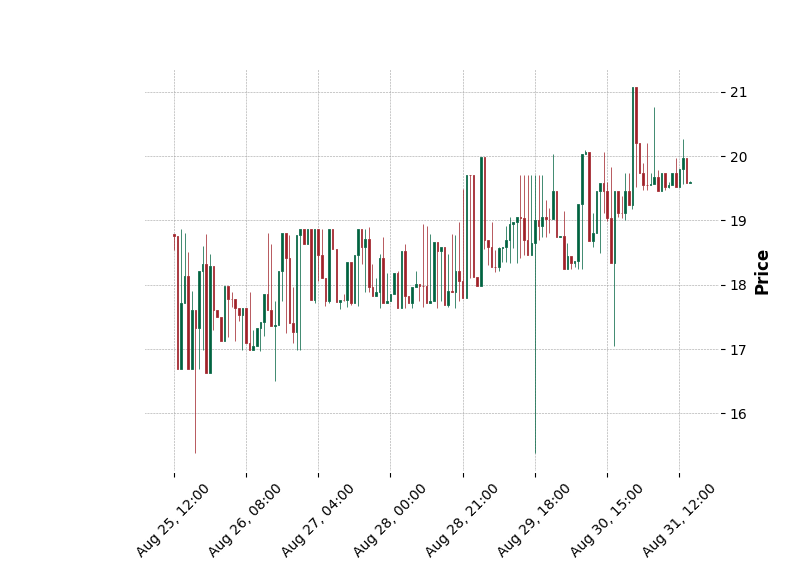 21
20
19
18
17
16
Price
Aug 25, 12:00
Aug 26, 08:00
Aug 27, 04:00
Aug 28, 00:00
Aug 28, 21:00
Aug 29, 18:00
Aug 30, 15:00
Aug 31, 12:00